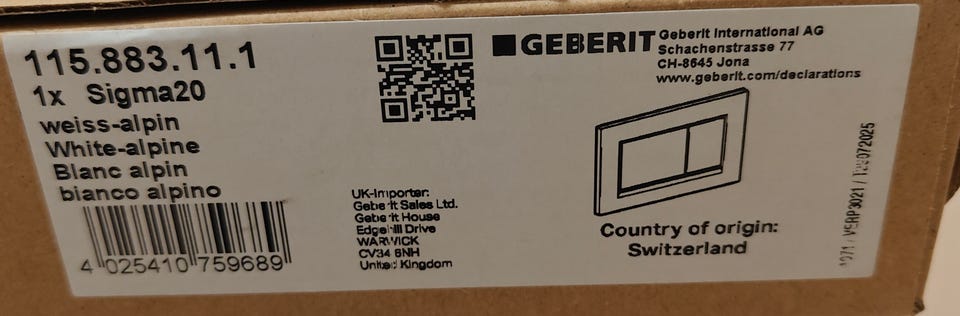 115.883.11.1
1x Sigma20
weiss-alpin
White-alpine
Blanc alpin
bianco alpino
4 025410 759689
UK-Importer:
Geberit Sales Ltd.
Geberit House
Edgehill Drive
WARWICK
CV34 6NH
United Kingdom
GEBERIT
Geberit International AG
Schachenstrasse 77
CH-8645 Jona
www.geberit.com/declarations
Country of origin:
Switzerland